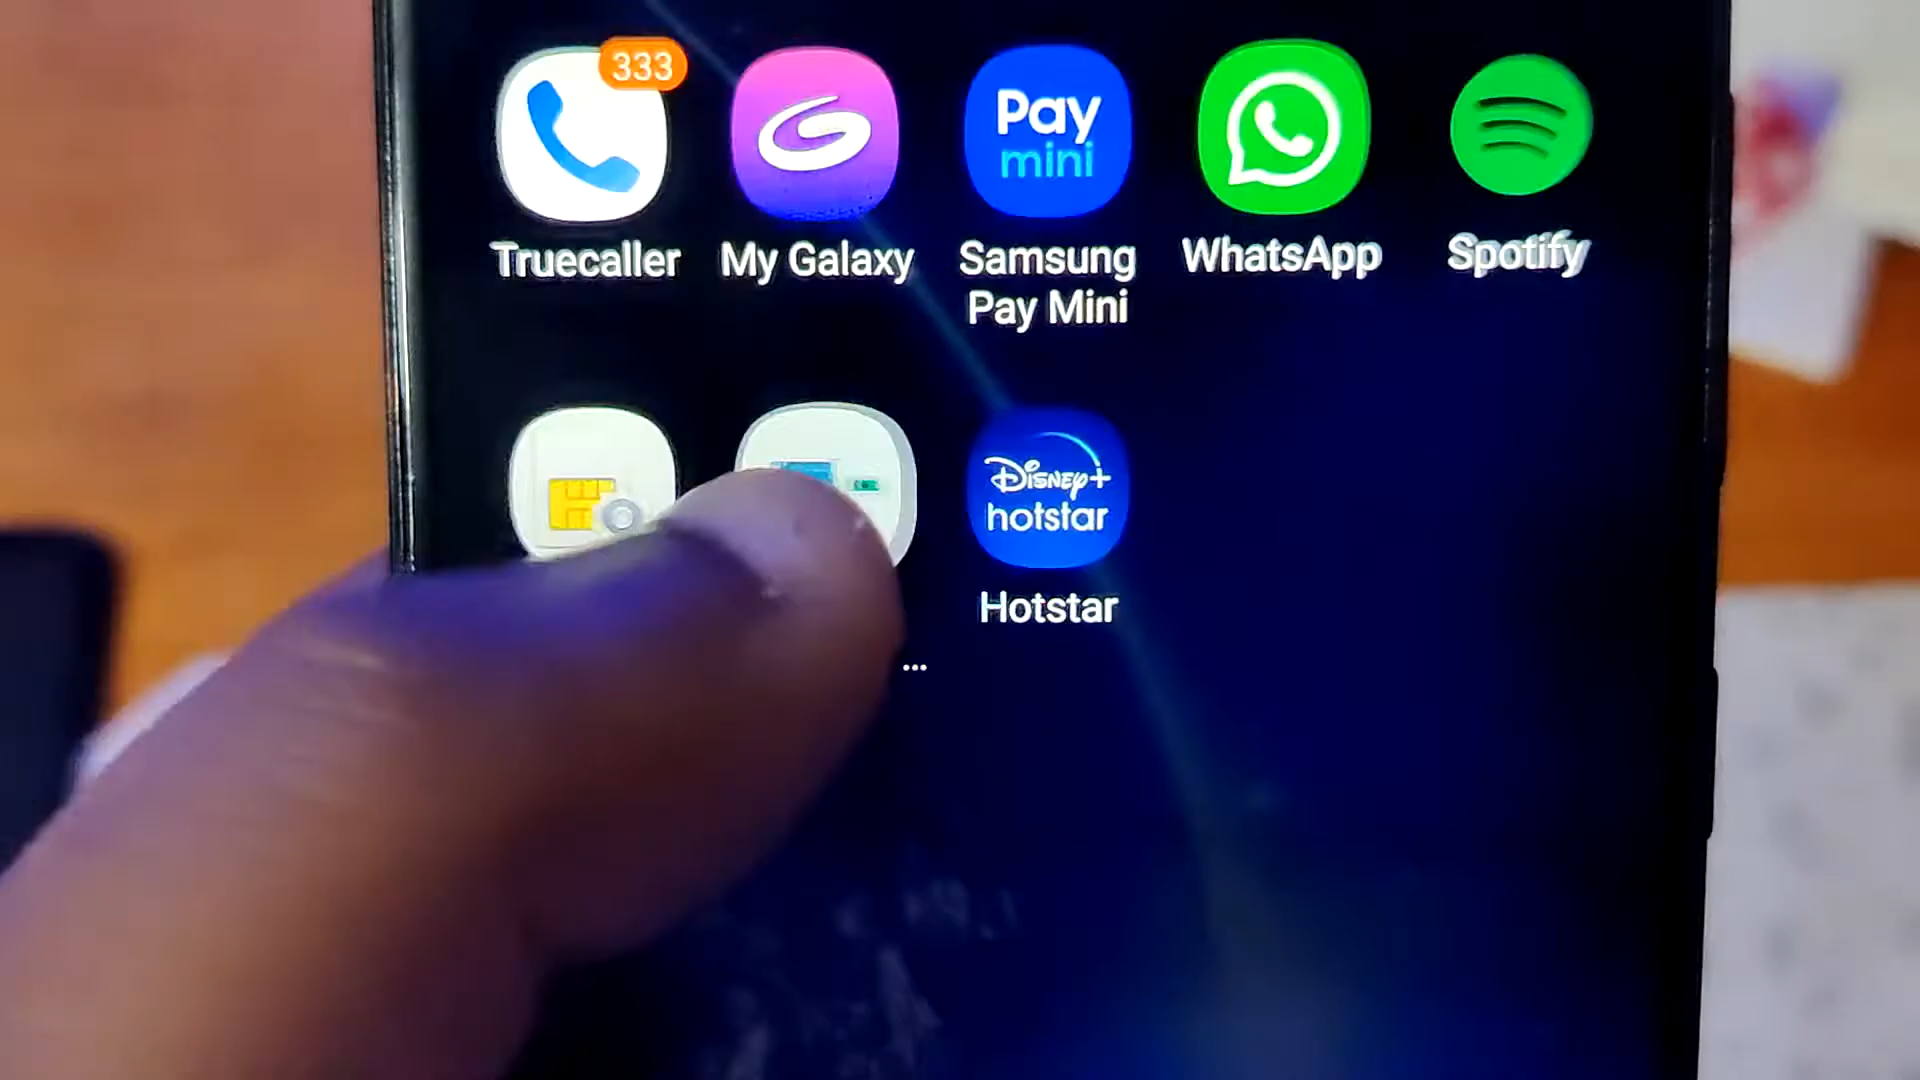 333
Pay
mini
Truecaller
My Galaxy
Samsung
Pay Mini
WhatsApp
Spotify
Disney+
hotstar
Hotstar
...